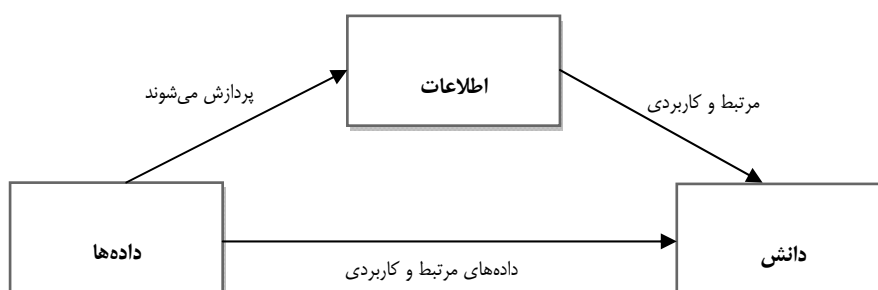 اطلاعات
پردازش می‌شوند
مرتبط و کاربردی
دانش
داده‌ها
داده‌های مرتبط و کاربردی